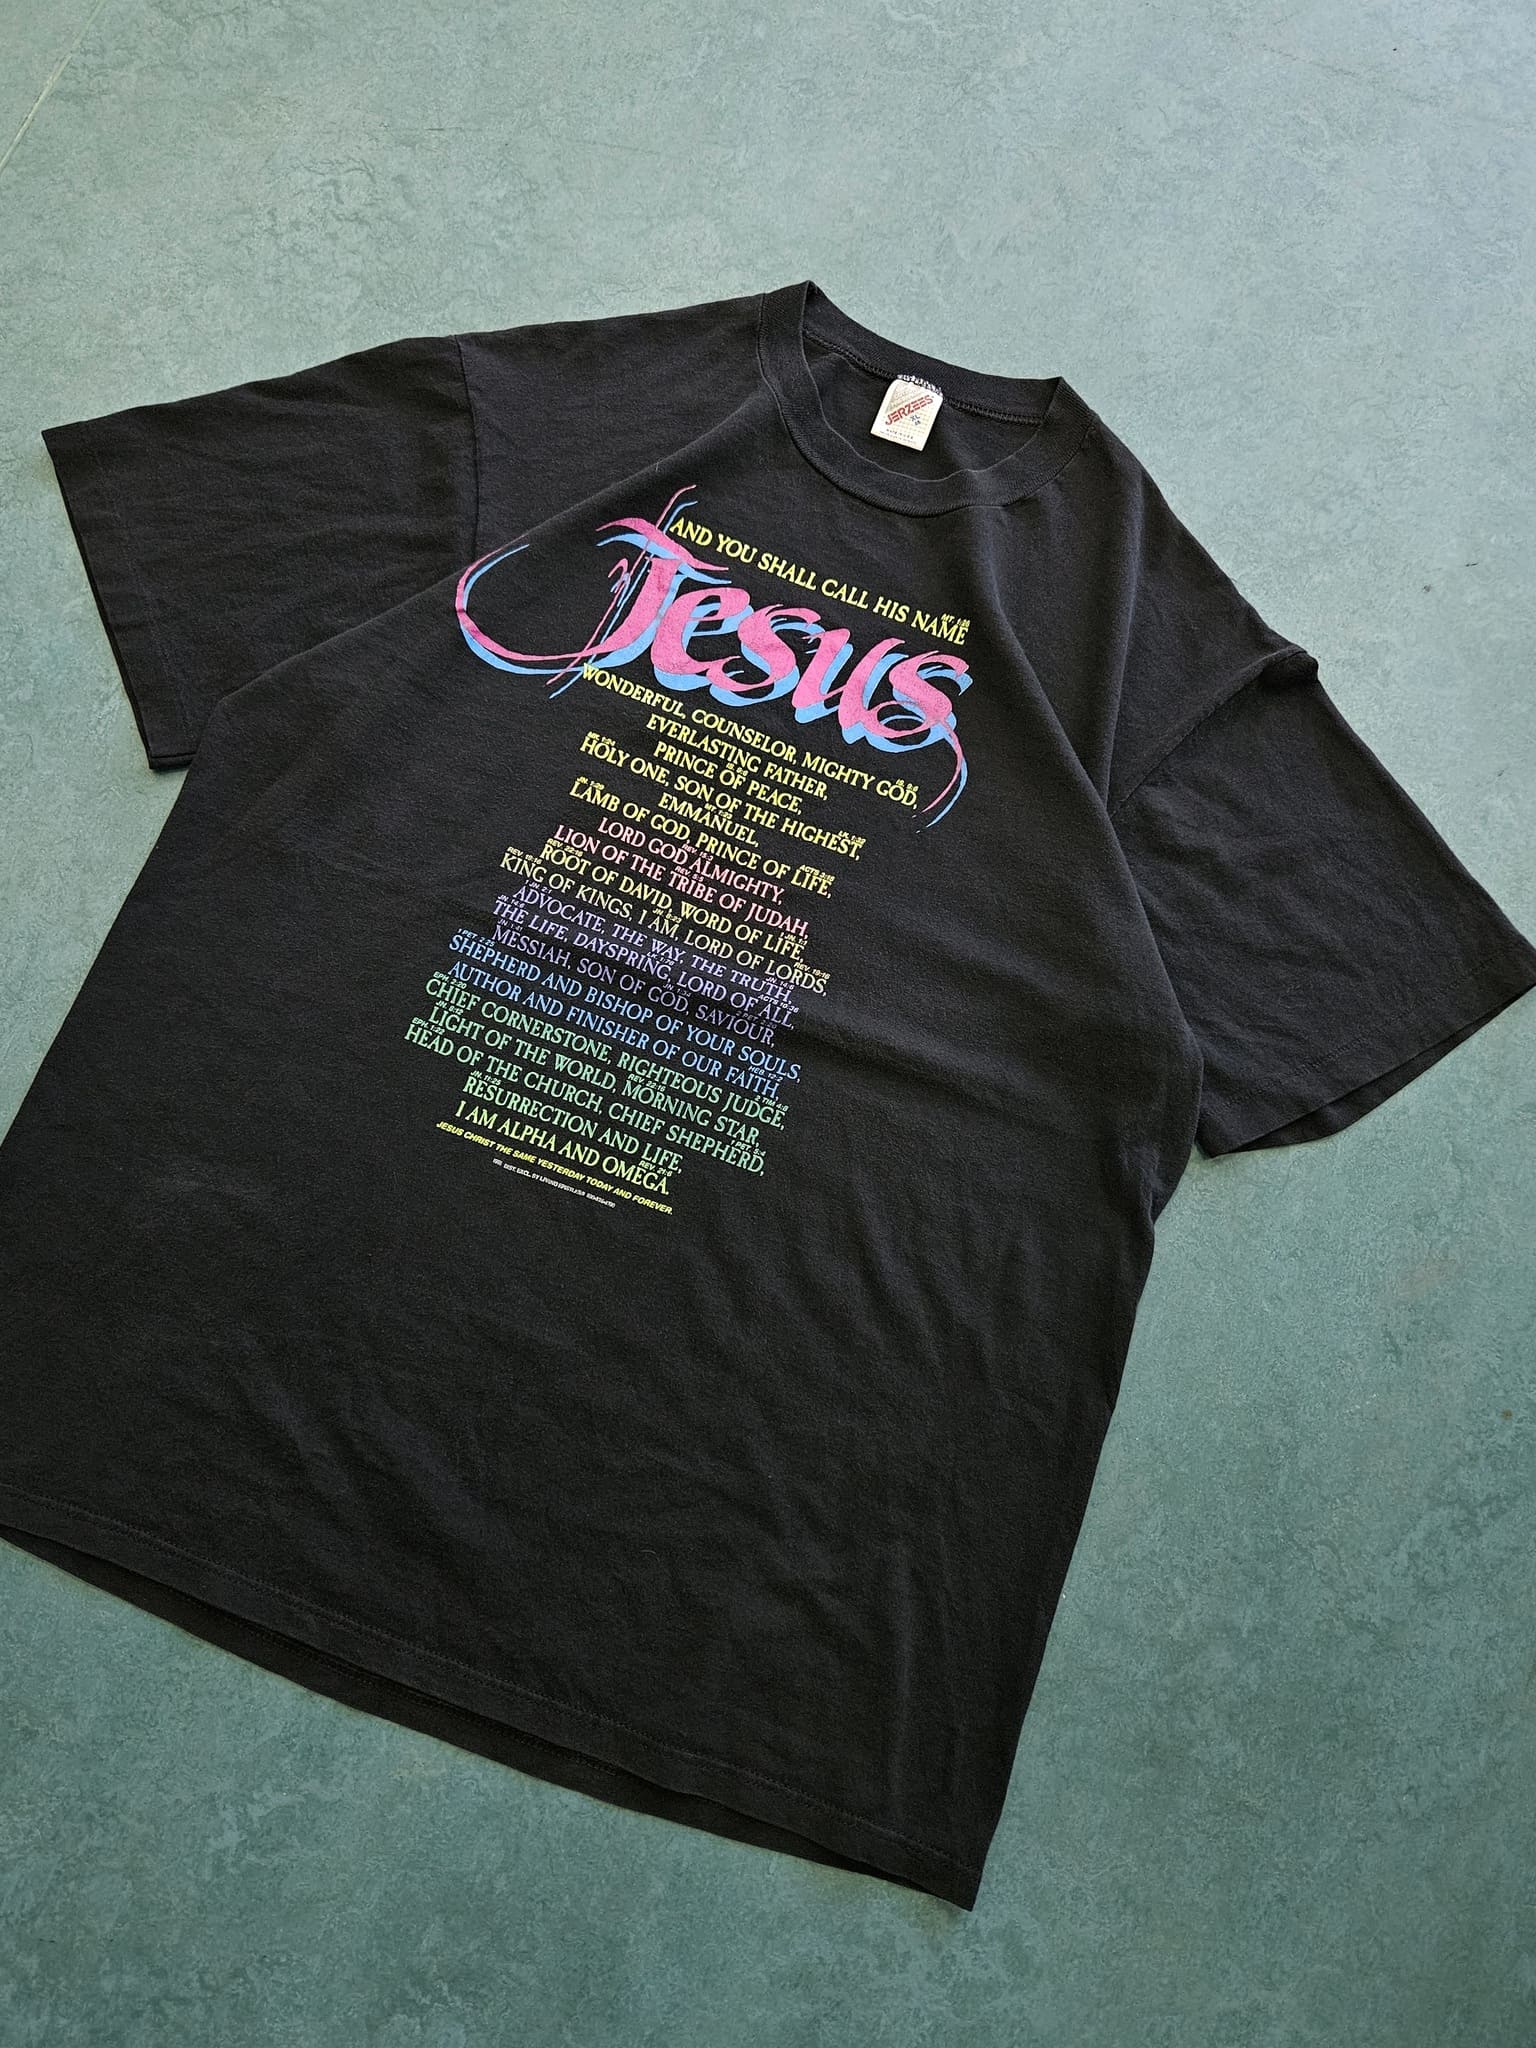 JERZEES
AND YOU SHALL CALL HIS NAME
Jesus
WONDERFUL, COUNSELOR, MIGHTY GOD,
EVERLASTING FATHER,
PRINCE OF PEACE,
HOLY ONE, SON OF THE HIGHEST,
EMMANUEL,
LAMB OF GOD, PRINCE OF LIFE,
LORD GOD ALMIGHTY,
LION OF THE TRIBE OF JUDAH,
ROOT OF DAVID, WORD OF LIFE,
KING OF KINGS, I AM, LORD OF LORDS,
ADVOCATE, THE WAY, THE TRUTH,
THE LIFE, DAYSPRING, LORD OF ALL,
MESSIAH, SON OF GOD, SAVIOUR,
SHEPHERD AND BISHOP OF YOUR SOULS,
AUTHOR AND FINISHER OF OUR FAITH,
CHIEF CORNERSTONE, RIGHTEOUS JUDGE,
LIGHT OF THE WORLD, MORNING STAR,
HEAD OF THE CHURCH, CHIEF SHEPHERD,
RESURRECTION AND LIFE,
I AM ALPHA AND OMEGA.
JESUS CHRIST THE SAME YESTERDAY TODAY AND FOREVER.